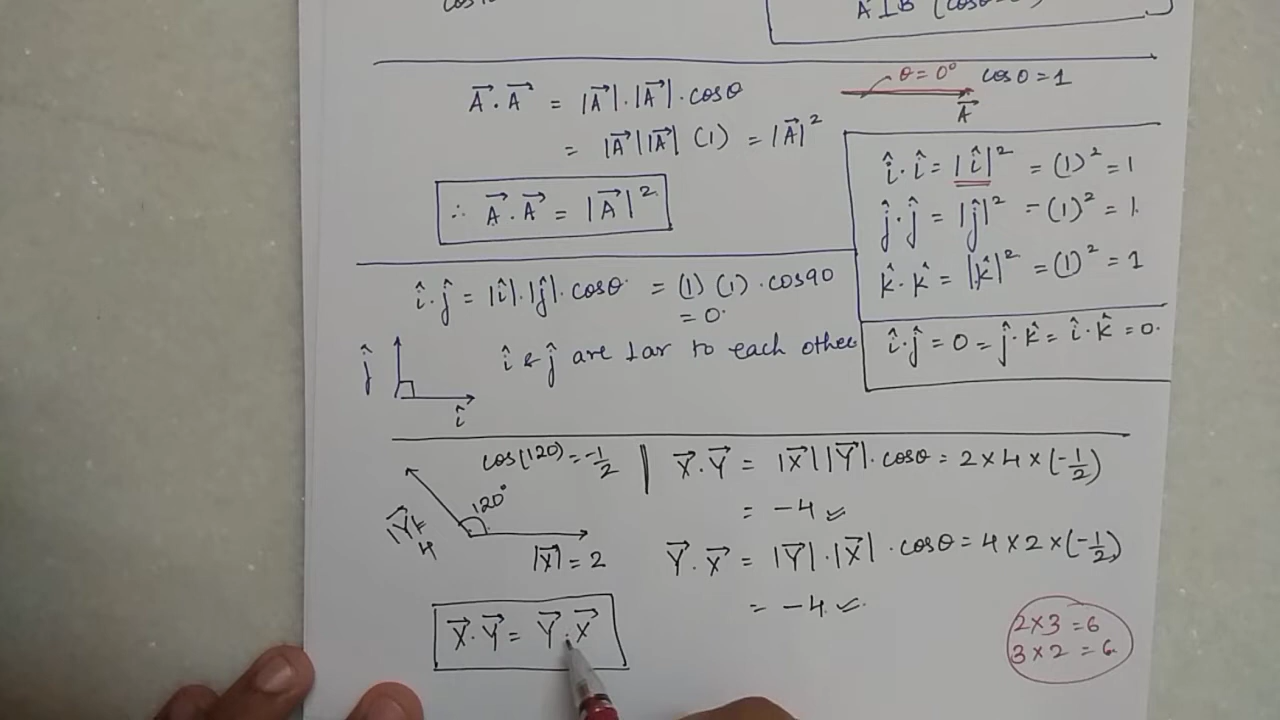 A⃗ ⊥ B⃗ (cosθ
A⃗ . A⃗ = |A⃗| . |A⃗| . cosθ
= |A⃗||A⃗| (1) = |A⃗|²
∴ A⃗ . A⃗ = |A⃗|²
θ = 0° cosθ = 1
A⃗
î . î = |î|² = (1)² = 1
ĵ . ĵ = |ĵ|² = (1)² = 1.
k̂ . k̂ = |k̂|² = (1)² = 1
î . ĵ = |î| . |ĵ| . cosθ = (1) (1) . cos90
= 0.
î & ĵ are ⊥ar to each other
î . ĵ = 0 = ĵ . k̂ = î . k̂ = 0.
ĵ
î
cos(120) = -1/2
120°
|Y⃗| =
4
|X⃗| = 2
X⃗ . Y⃗ = |X⃗||Y⃗| . cosθ = 2 × 4 × (-1/2)
= -4 ✓
Y⃗ . X⃗ = |Y⃗| . |X⃗| . cosθ = 4 × 2 × (-1/2)
= -4 ✓
X⃗ . Y⃗ = Y⃗ . X⃗
2 × 3 = 6
3 × 2 = 6